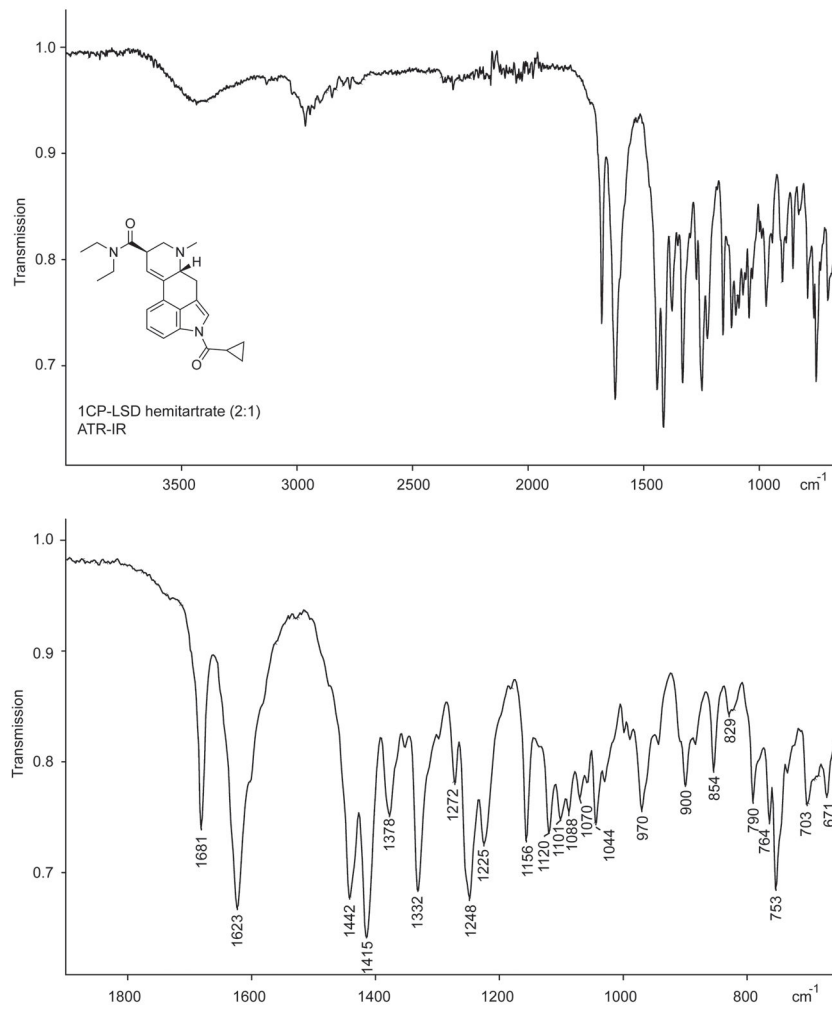 1.0
0.9
0.8
0.7
Transmission
O
N
N
H
N
O
1CP-LSD hemitartrate (2:1)
ATR-IR
3500 3000 2500 2000 1500 1000 cm-1
1.0
0.9
0.8
0.7
Transmission
1681
1623
1442
1415
1378
1332
1272
1248
1225
1156
1120
1101
1088
1070
1044
970
900
854
829
790
764
753
703
671
1800 1600 1400 1200 1000 800 cm-1